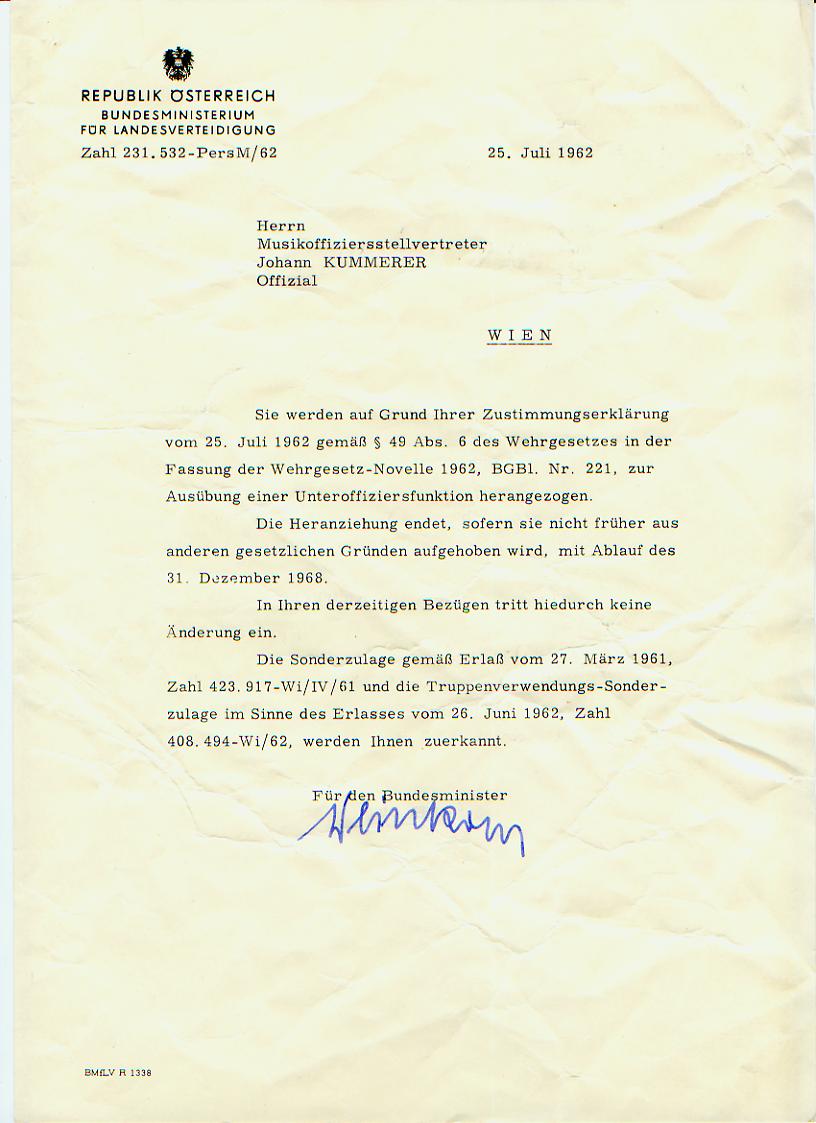 REPUBLIK ÖSTERREICH
BUNDESMINISTERIUM
FÜR LANDESVERTEIDIGUNG
Zahl 231.532-PersM/62
25. Juli 1962
Herrn
Musikoffiziersstellvertreter
Johann KUMMERER
Offizial
W I E N
Sie werden auf Grund Ihrer Zustimmungserklärung
vom 25. Juli 1962 gemäß § 49 Abs. 6 des Wehrgesetzes in der
Fassung der Wehrgesetz-Novelle 1962, BGBl. Nr. 221, zur
Ausübung einer Unteroffiziersfunktion herangezogen.
Die Heranziehung endet, sofern sie nicht früher aus
anderen gesetzlichen Gründen aufgehoben wird, mit Ablauf des
31. Dezember 1968.
In Ihren derzeitigen Bezügen tritt hiedurch keine
Änderung ein.
Die Sonderzulage gemäß Erlaß vom 27. März 1961,
Zahl 423.917-Wi/IV/61 und die Truppenverwendungs-Sonder-
zulage im Sinne des Erlasses vom 26. Juni 1962, Zahl
408.494-Wi/62, werden Ihnen zuerkannt.
Für den Bundesminister
BMfLV R 1338